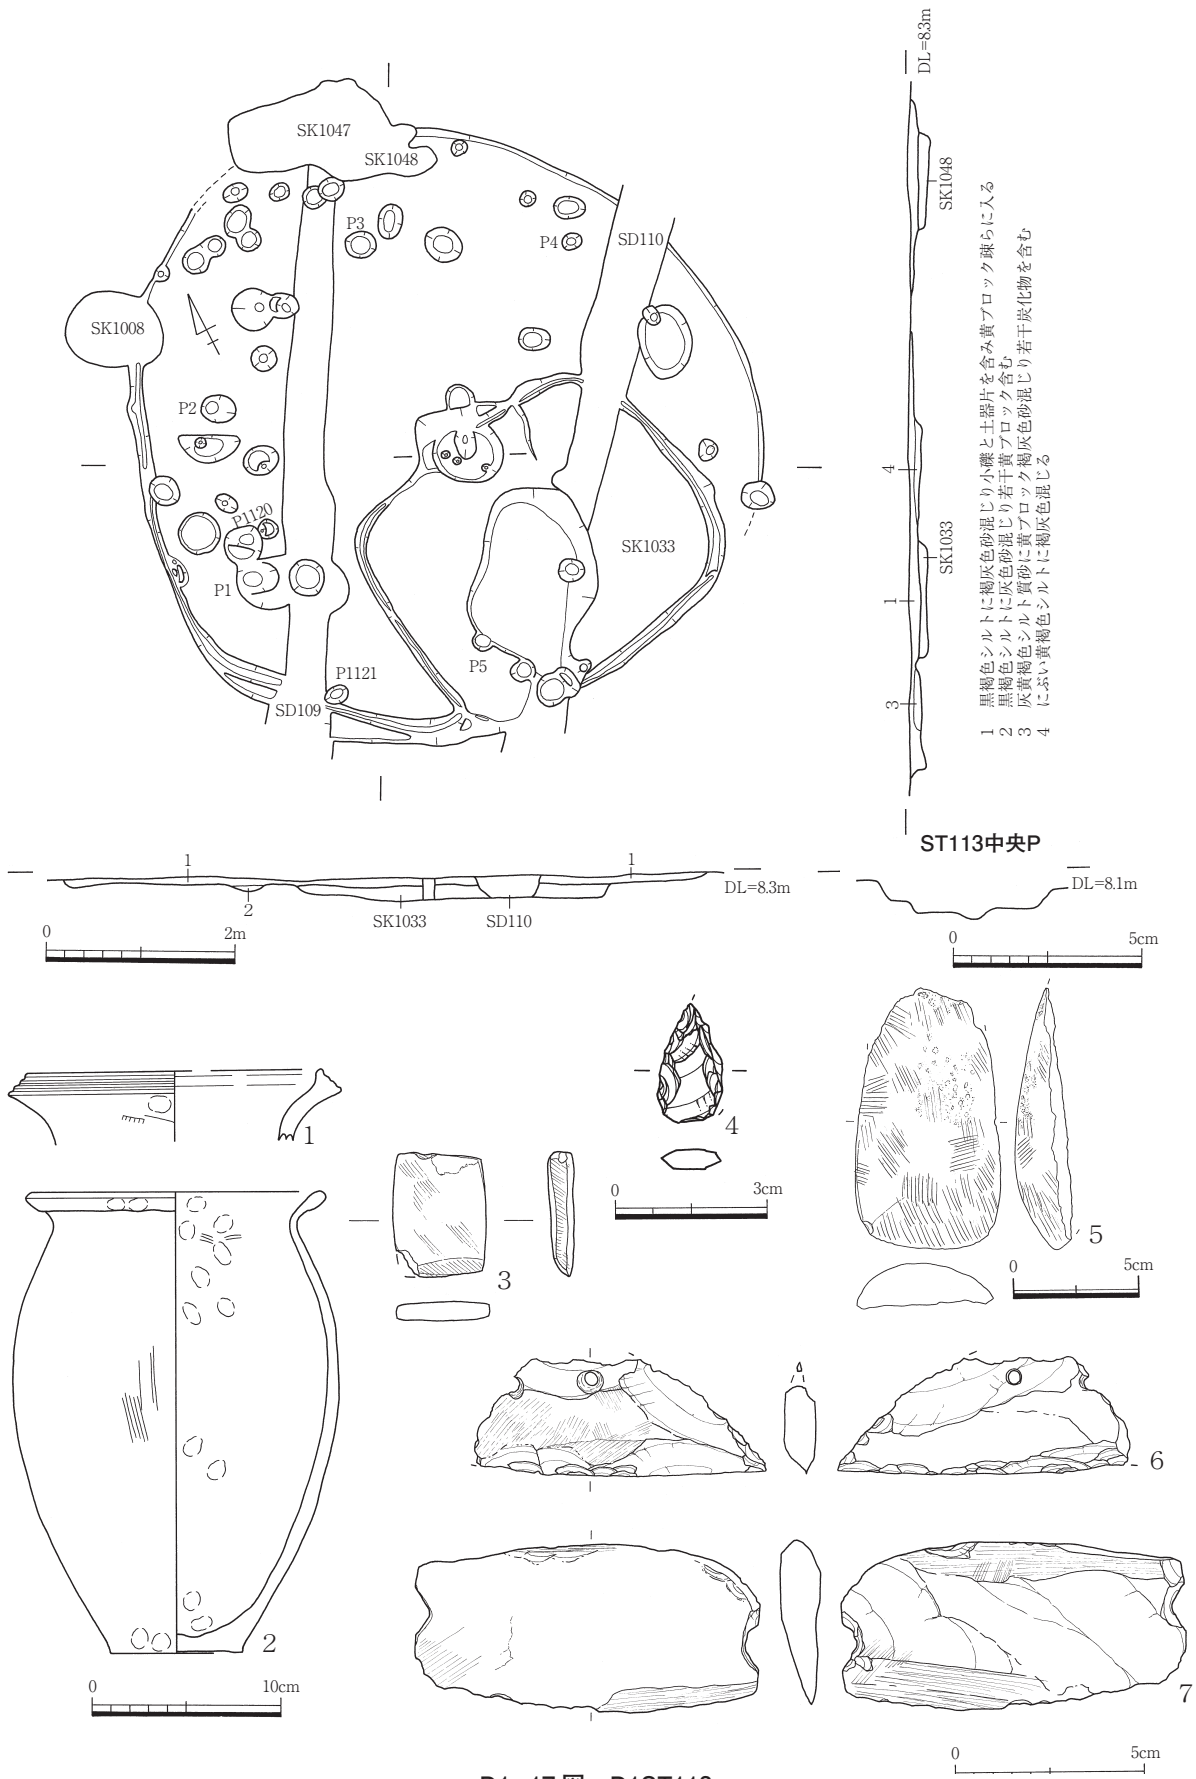 SK1047
SK1048
P3
P4
SD110
SK1008
P2
P1120
SK1033
P1
P5
P1121
SD109
DL=8.3m
SK1048
4
SK1033
1
3
1 黒褐色シルトに褐灰色砂混じり小礫と土器片を含み黄ブロック疎らに入る
2 黒褐色シルトに灰色砂混じり若干黄ブロック含む
3 灰黄褐色シルト質砂に黄ブロック褐灰色砂混じり若干炭化物を含む
4 にぶい黄褐色シルトに褐灰色混じる
ST113中央P
1
1
DL=8.3m
2
SK1033
SD110
DL=8.1m
0 2m
0 5cm
1
4
0 3cm
3
5
0 5cm
6
2
0 10cm
7
0 5cm